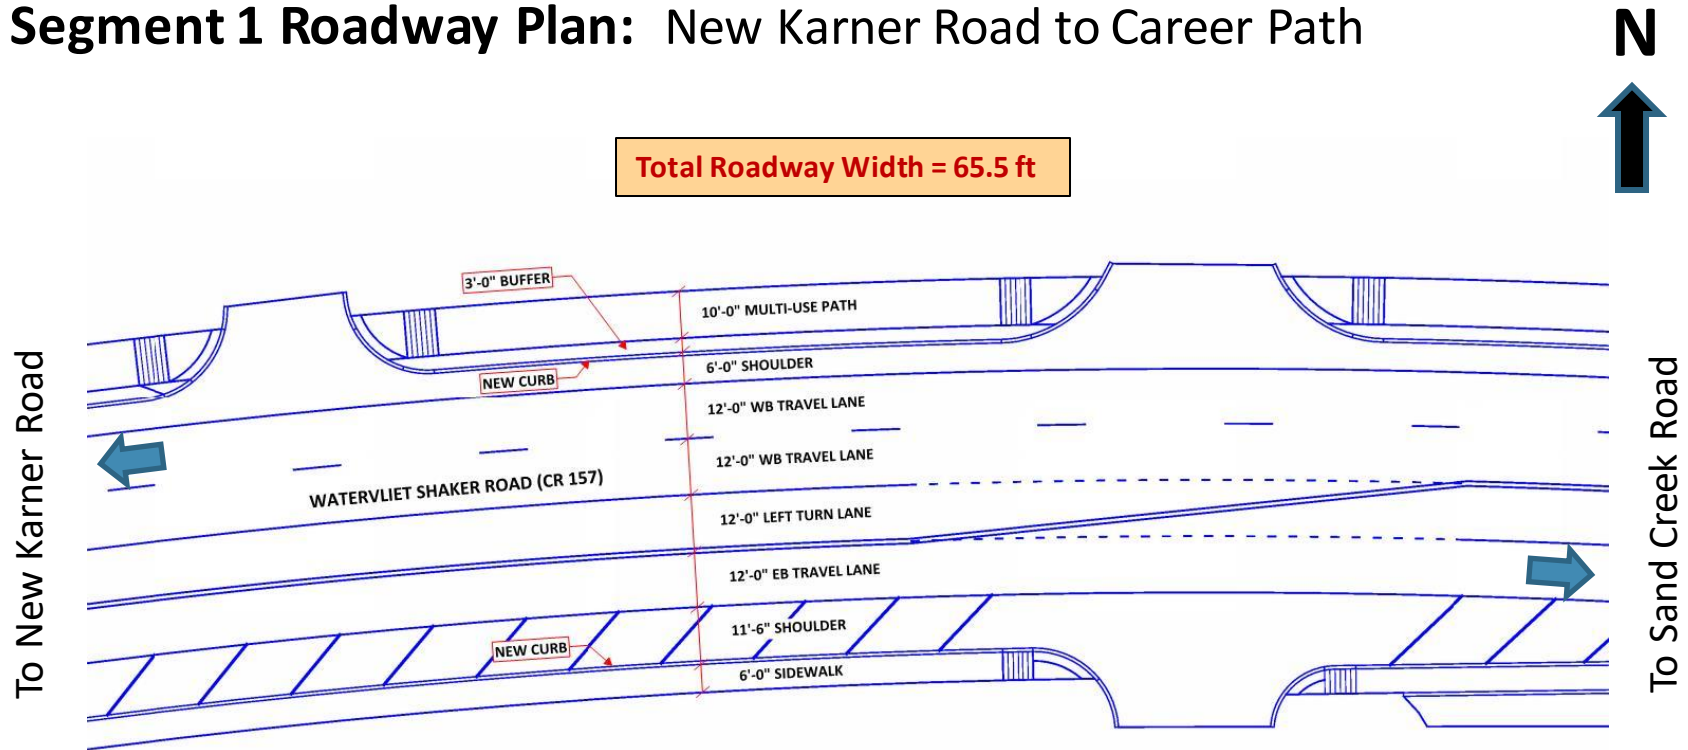 Segment 1 Roadway Plan: New Karner Road to Career Path
N
Total Roadway Width = 65.5 ft
3'-0" BUFFER
10'-0" MULTI-USE PATH
NEW CURB
6'-0" SHOULDER
12'-0" WB TRAVEL LANE
12'-0" WB TRAVEL LANE
WATERVLIET SHAKER ROAD (CR 157)
12'-0" LEFT TURN LANE
12'-0" EB TRAVEL LANE
11'-6" SHOULDER
NEW CURB
6'-0" SIDEWALK
To New Karner Road
To Sand Creek Road